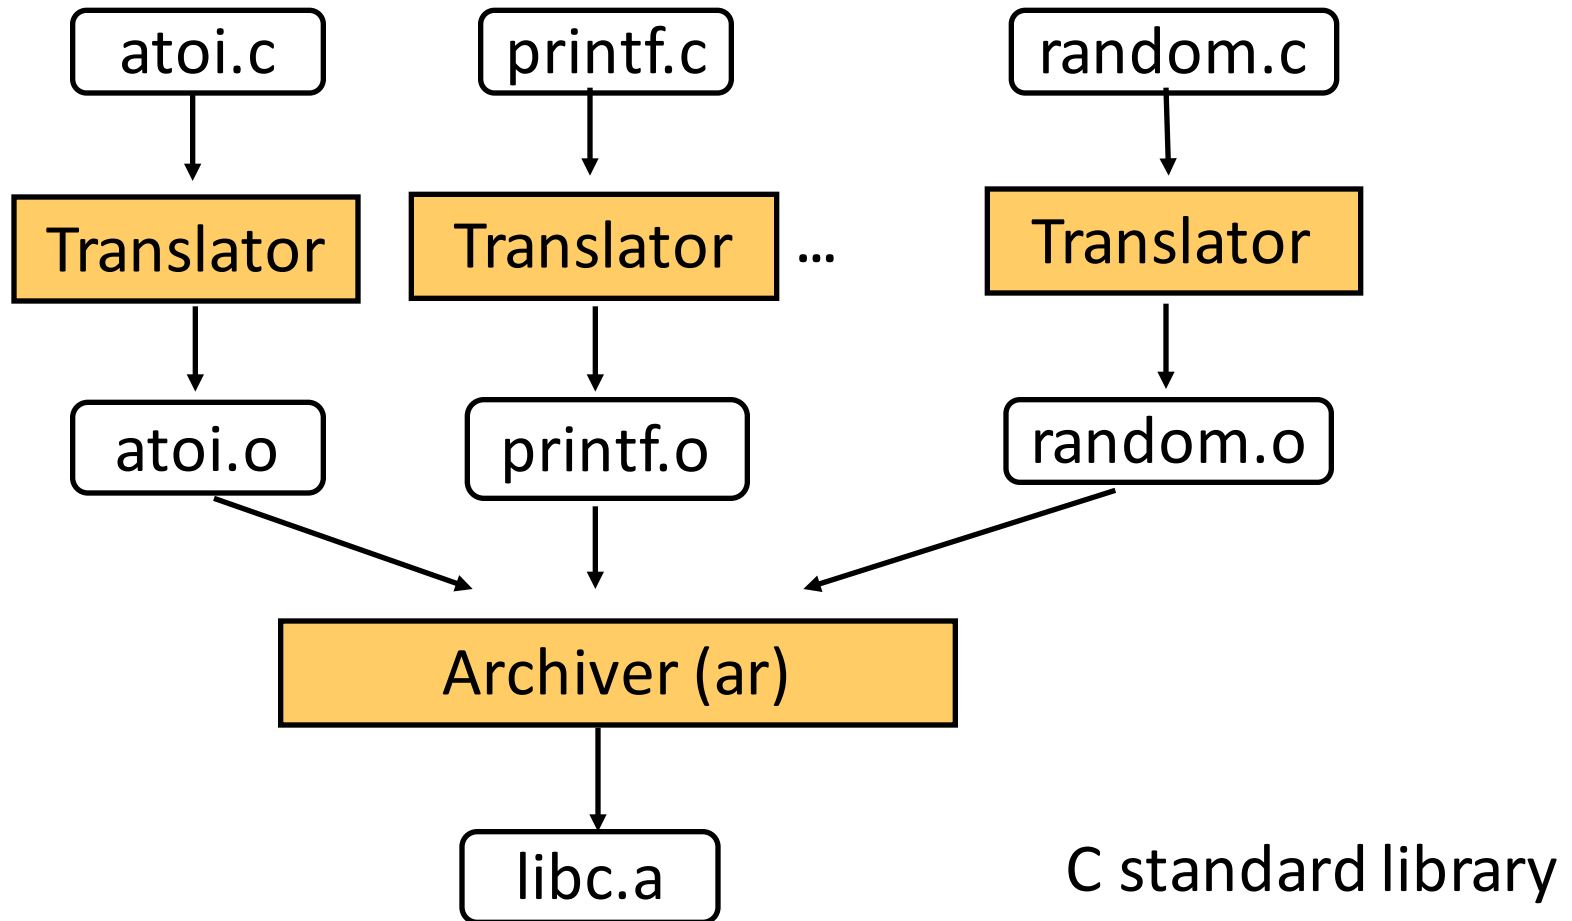 atoi.c
printf.c
random.c
Translator
Translator
...
Translator
atoi.o
printf.o
random.o
Archiver (ar)
libc.a
C standard library